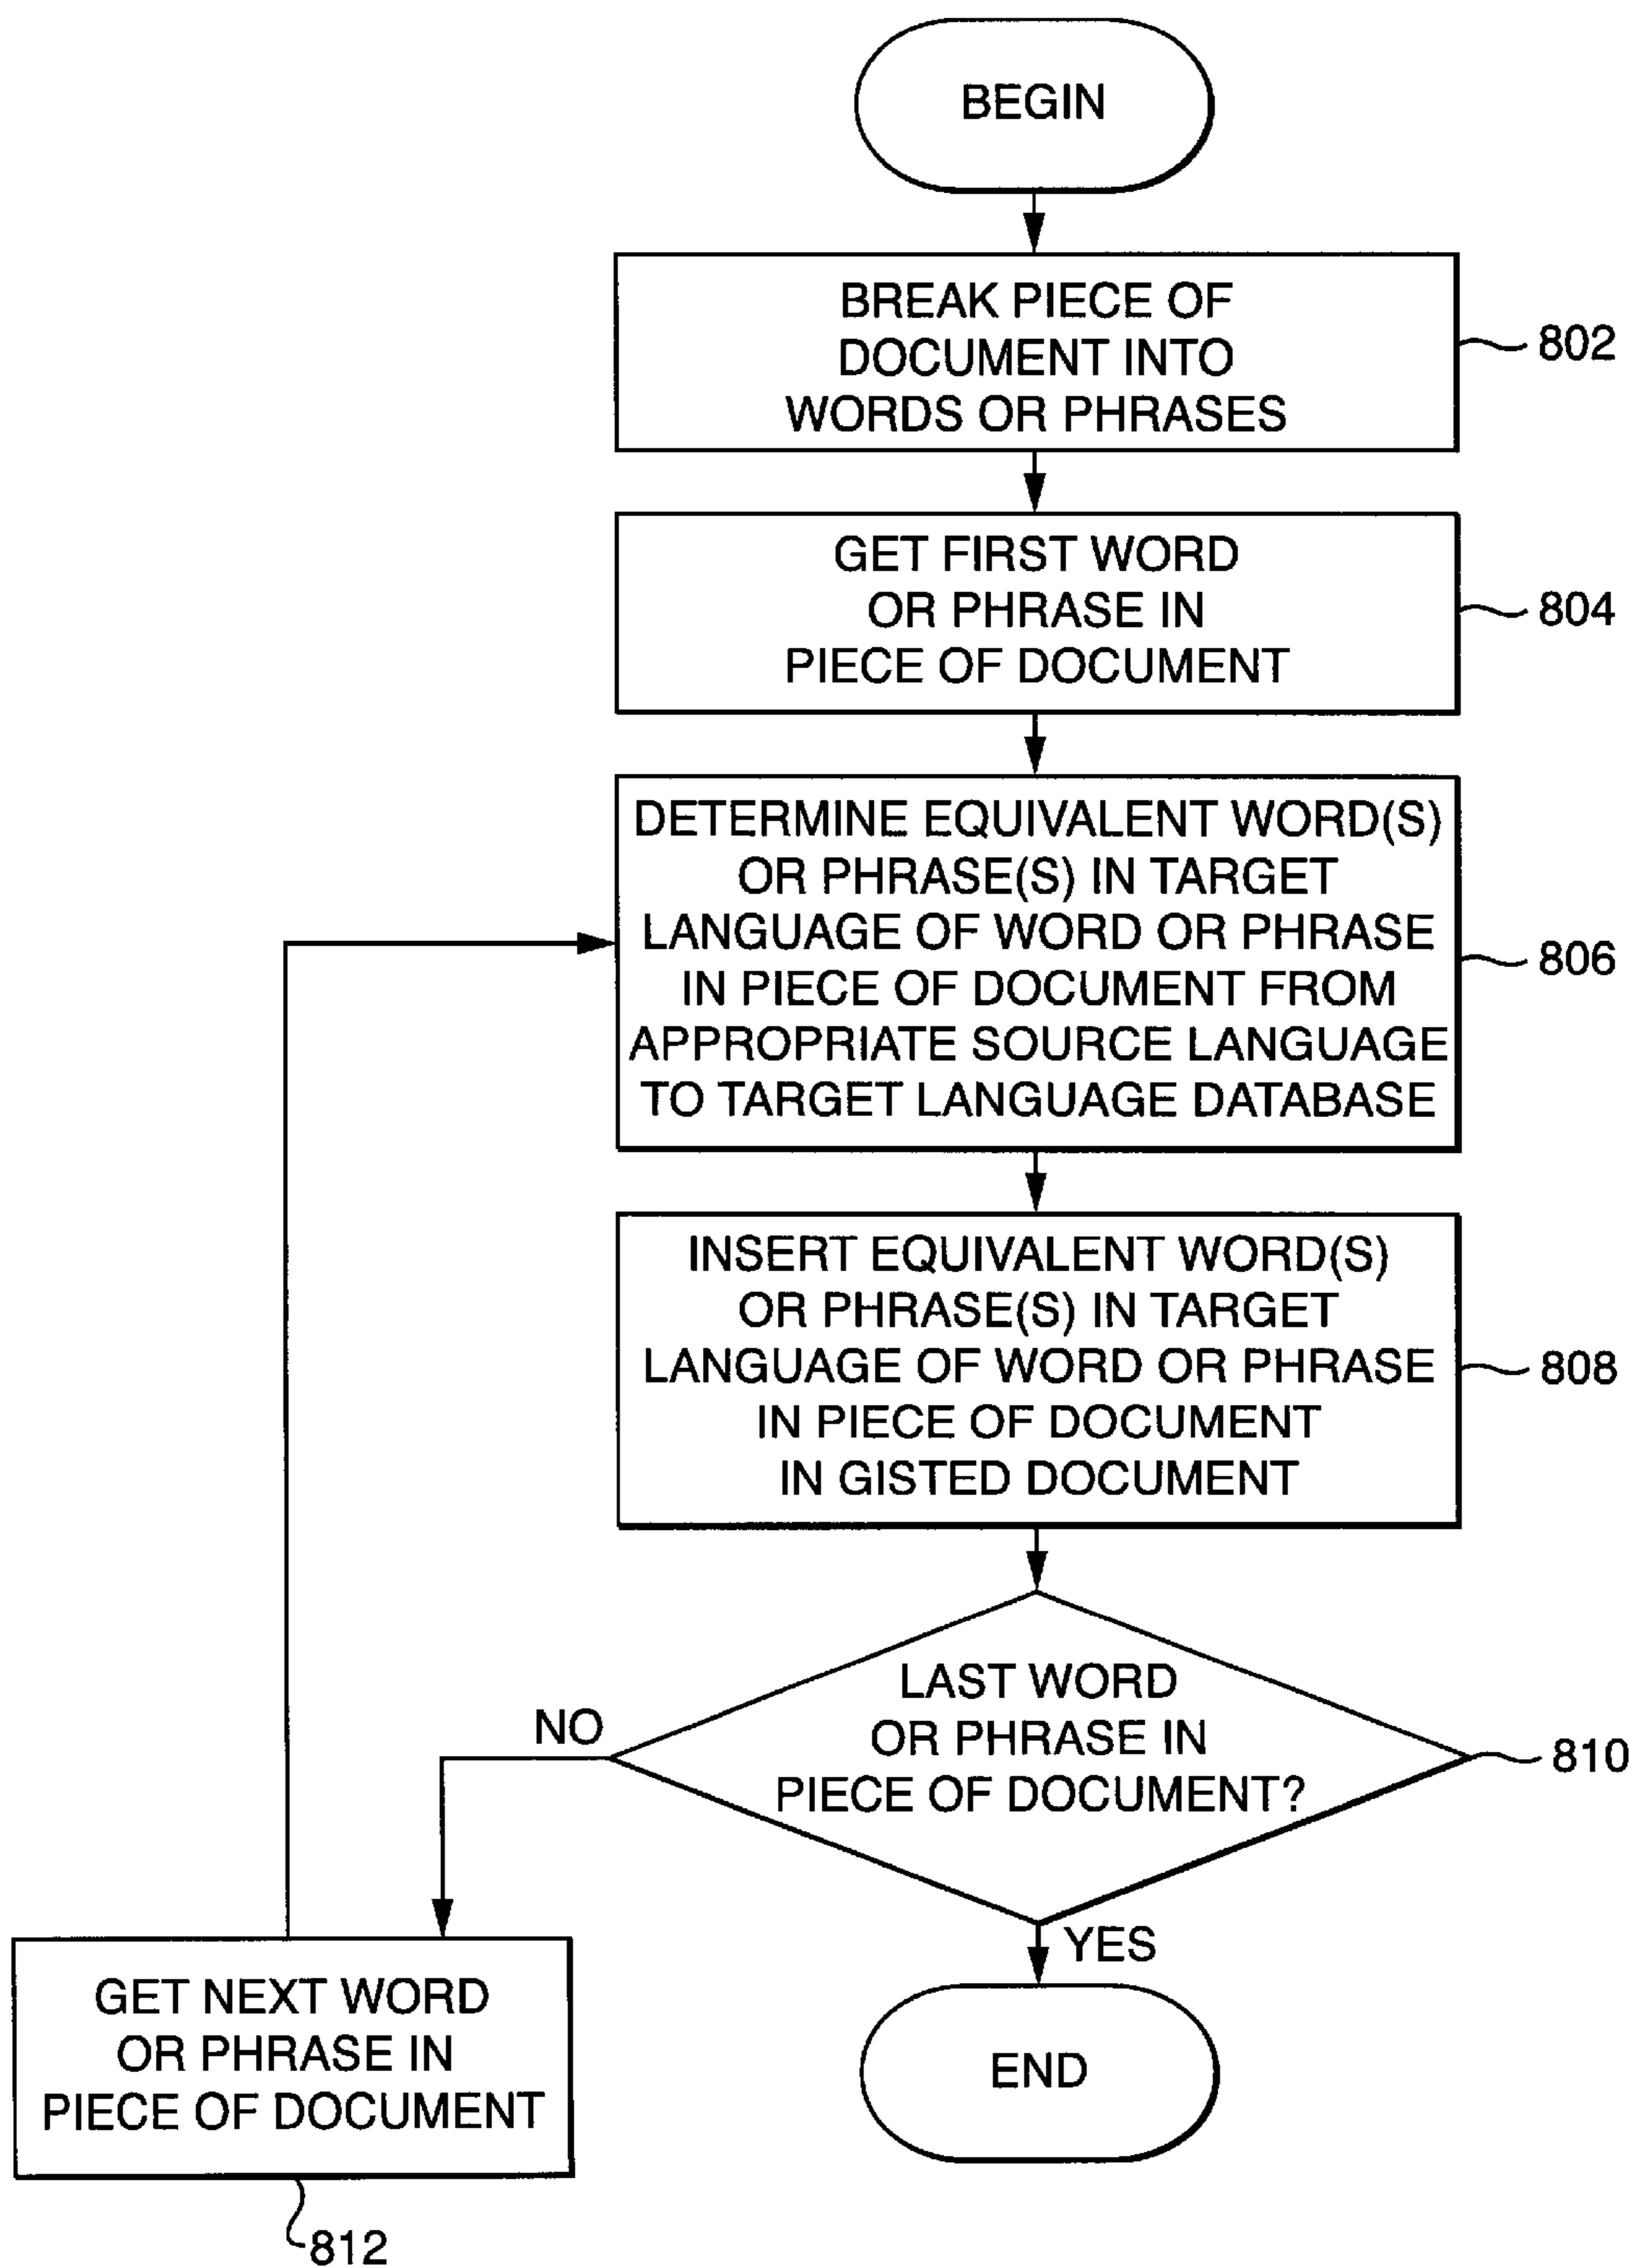 BEGIN
BREAK PIECE OF
DOCUMENT INTO
WORDS OR PHRASES
802
GET FIRST WORD
OR PHRASE IN
PIECE OF DOCUMENT
804
DETERMINE EQUIVALENT WORD(S)
OR PHRASE(S) IN TARGET
LANGUAGE OF WORD OR PHRASE
IN PIECE OF DOCUMENT FROM
APPROPRIATE SOURCE LANGUAGE
TO TARGET LANGUAGE DATABASE
806
INSERT EQUIVALENT WORD(S)
OR PHRASE(S) IN TARGET
LANGUAGE OF WORD OR PHRASE
IN PIECE OF DOCUMENT
IN GISTED DOCUMENT
808
LAST WORD
OR PHRASE IN
PIECE OF DOCUMENT?
810
NO
YES
GET NEXT WORD
OR PHRASE IN
PIECE OF DOCUMENT
812
END